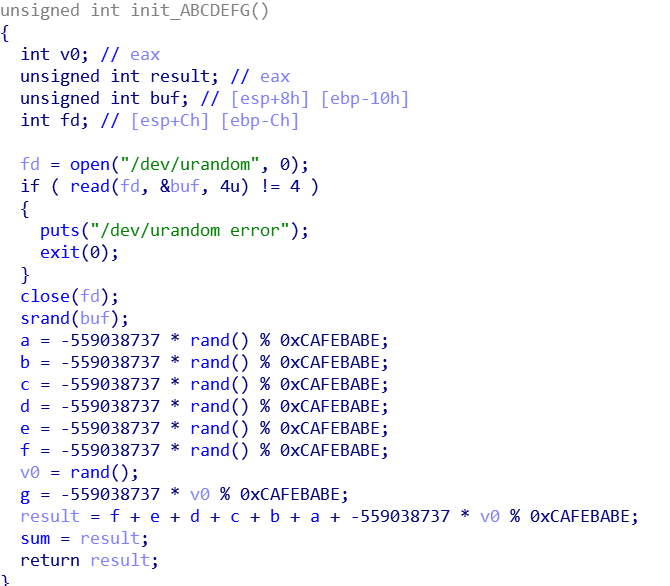 unsigned int init_ABCDEFG()
{
  int v0; // eax
  unsigned int result; // eax
  unsigned int buf; // [esp+8h] [ebp-10h]
  int fd; // [esp+Ch] [ebp-Ch]

  fd = open("/dev/urandom", 0);
  if ( read(fd, &buf, 4u) != 4 )
  {
    puts("/dev/urandom error");
    exit(0);
  }
  close(fd);
  srand(buf);
  a = -559038737 * rand() % 0xCAFEBABE;
  b = -559038737 * rand() % 0xCAFEBABE;
  c = -559038737 * rand() % 0xCAFEBABE;
  d = -559038737 * rand() % 0xCAFEBABE;
  e = -559038737 * rand() % 0xCAFEBABE;
  f = -559038737 * rand() % 0xCAFEBABE;
  v0 = rand();
  g = -559038737 * v0 % 0xCAFEBABE;
  result = f + e + d + c + b + a + -559038737 * v0 % 0xCAFEBABE;
  sum = result;
  return result;
}